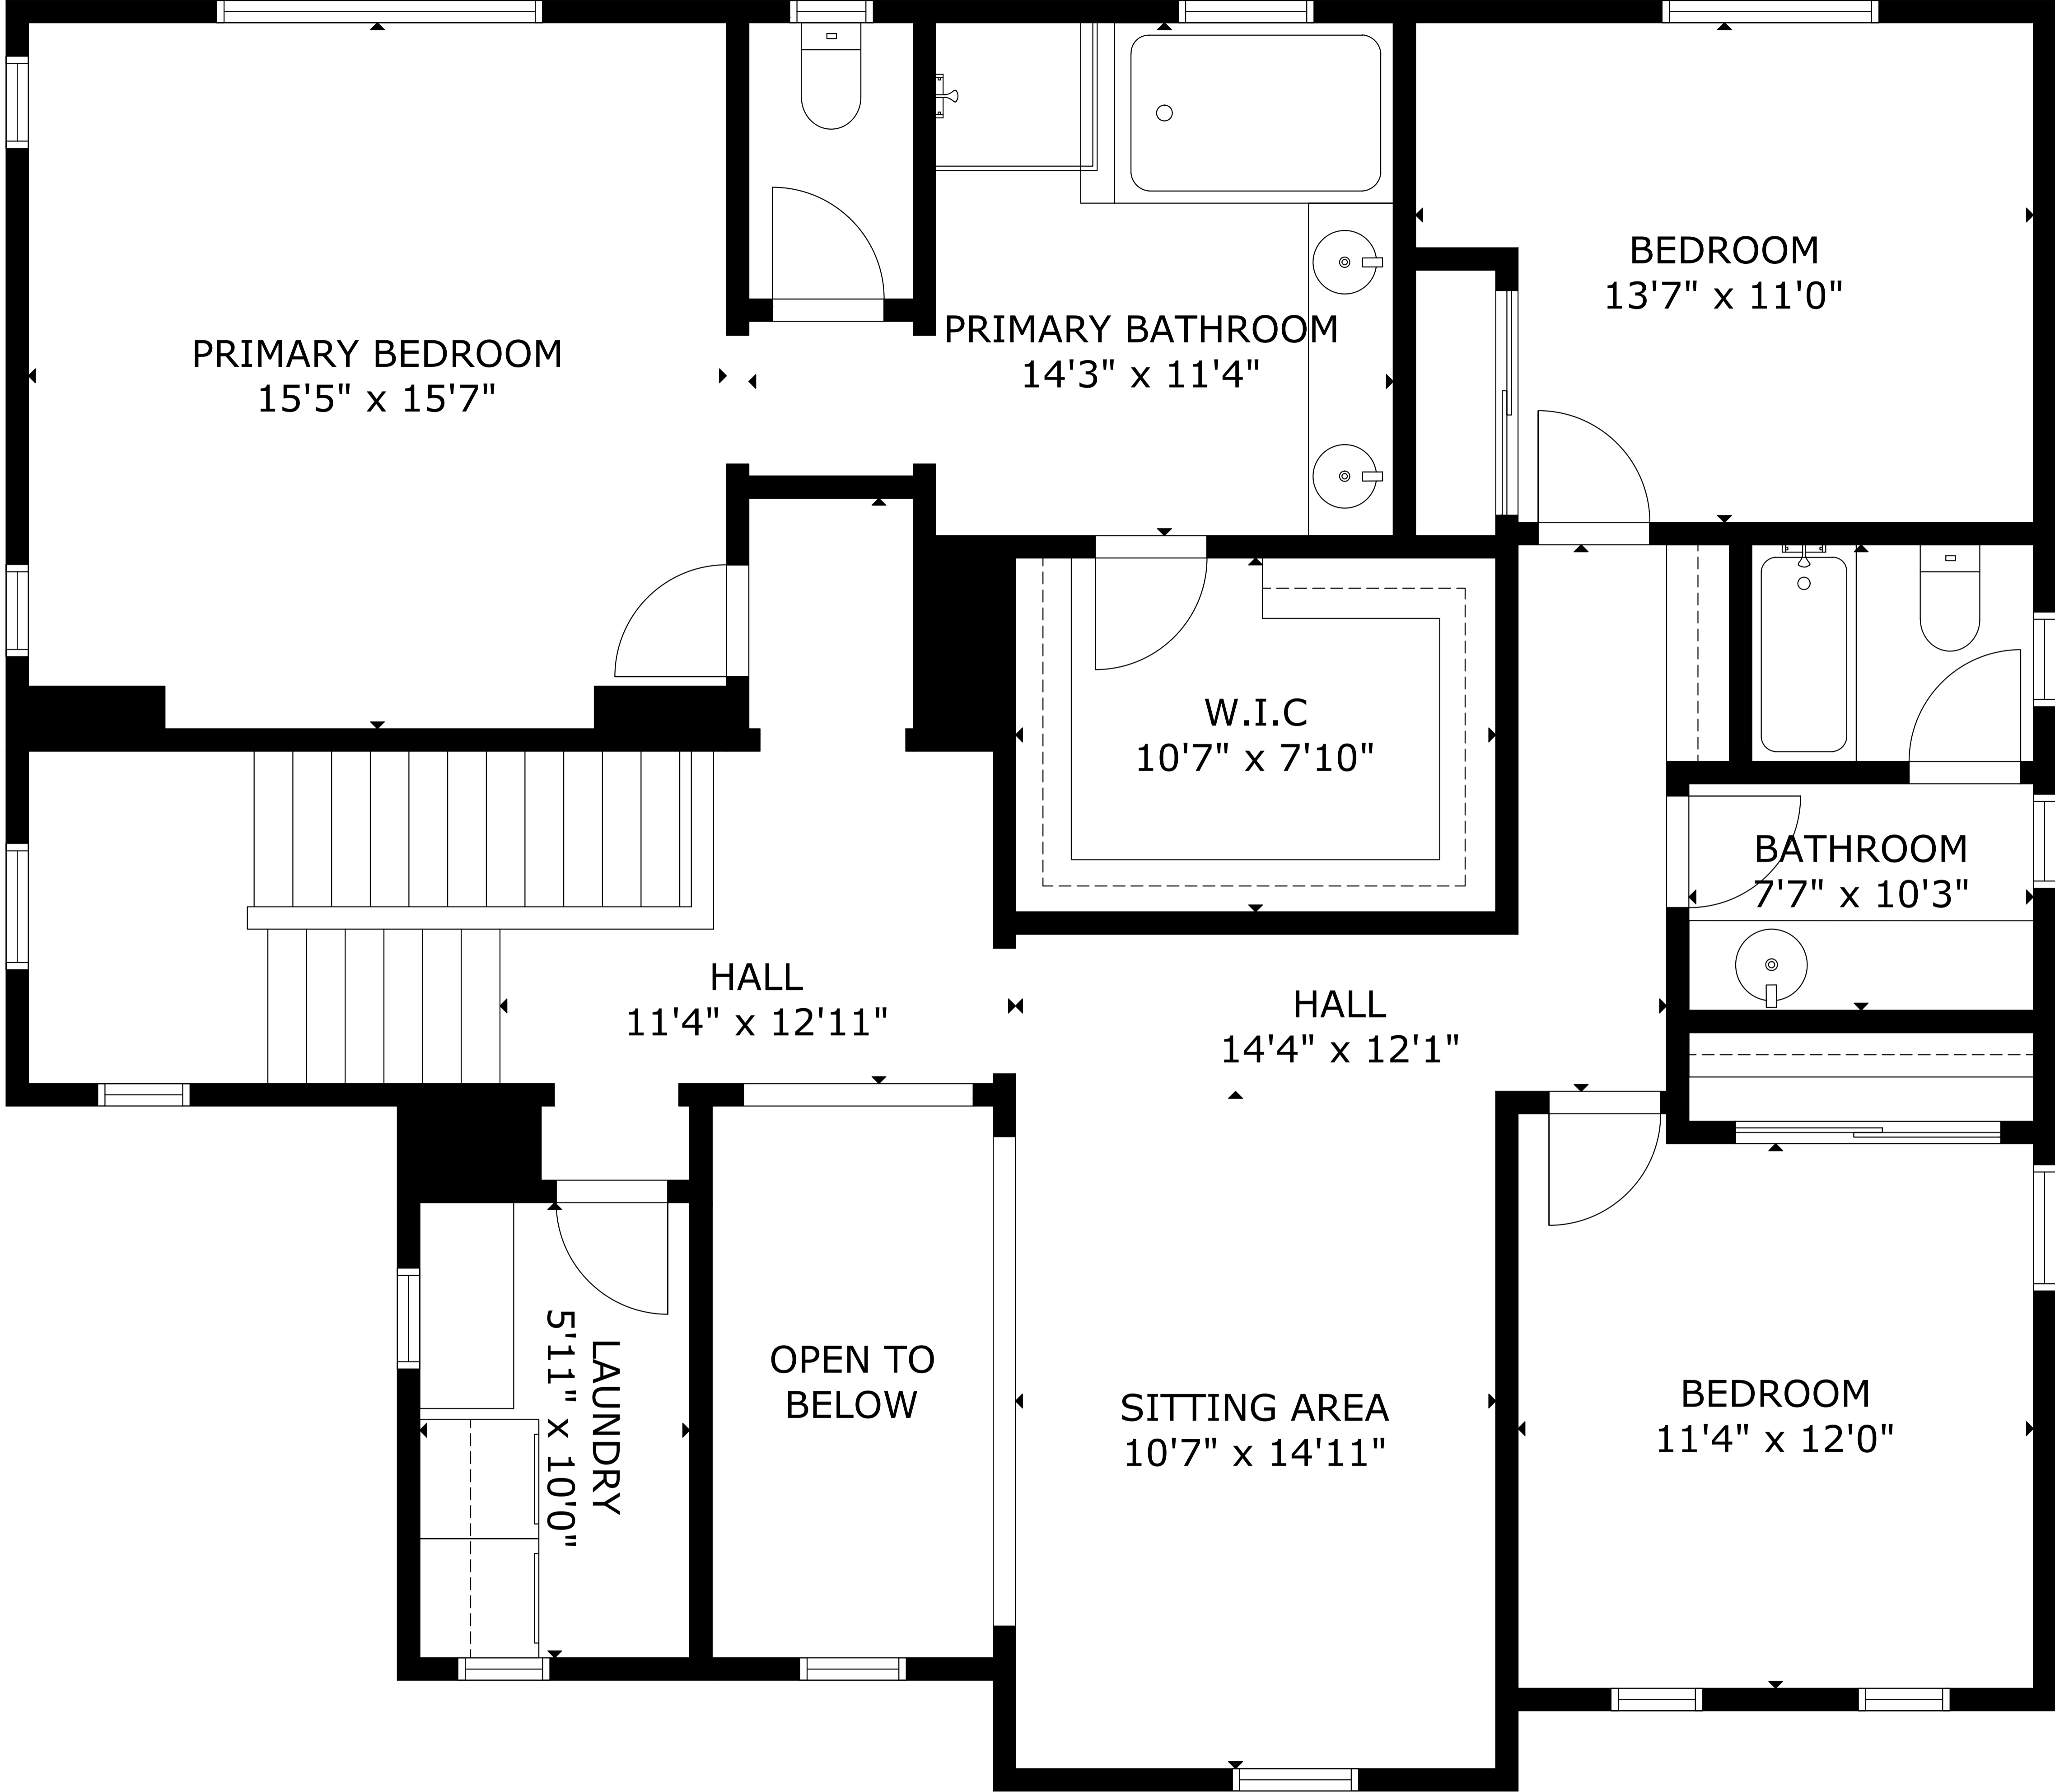 PRIMARY BEDROOM
15'5" x 15'7"
PRIMARY BATHROOM
14'3" x 11'4"
BEDROOM
13'7" x 11'0"
W.I.C
10'7" x 7'10"
BATHROOM
7'7" x 10'3"
HALL
11'4" x 12'11"
HALL
14'4" x 12'1"
LAUNDRY
5'11" x 10'0"
OPEN TO
BELOW
SITTING AREA
10'7" x 14'11"
BEDROOM
11'4" x 12'0"